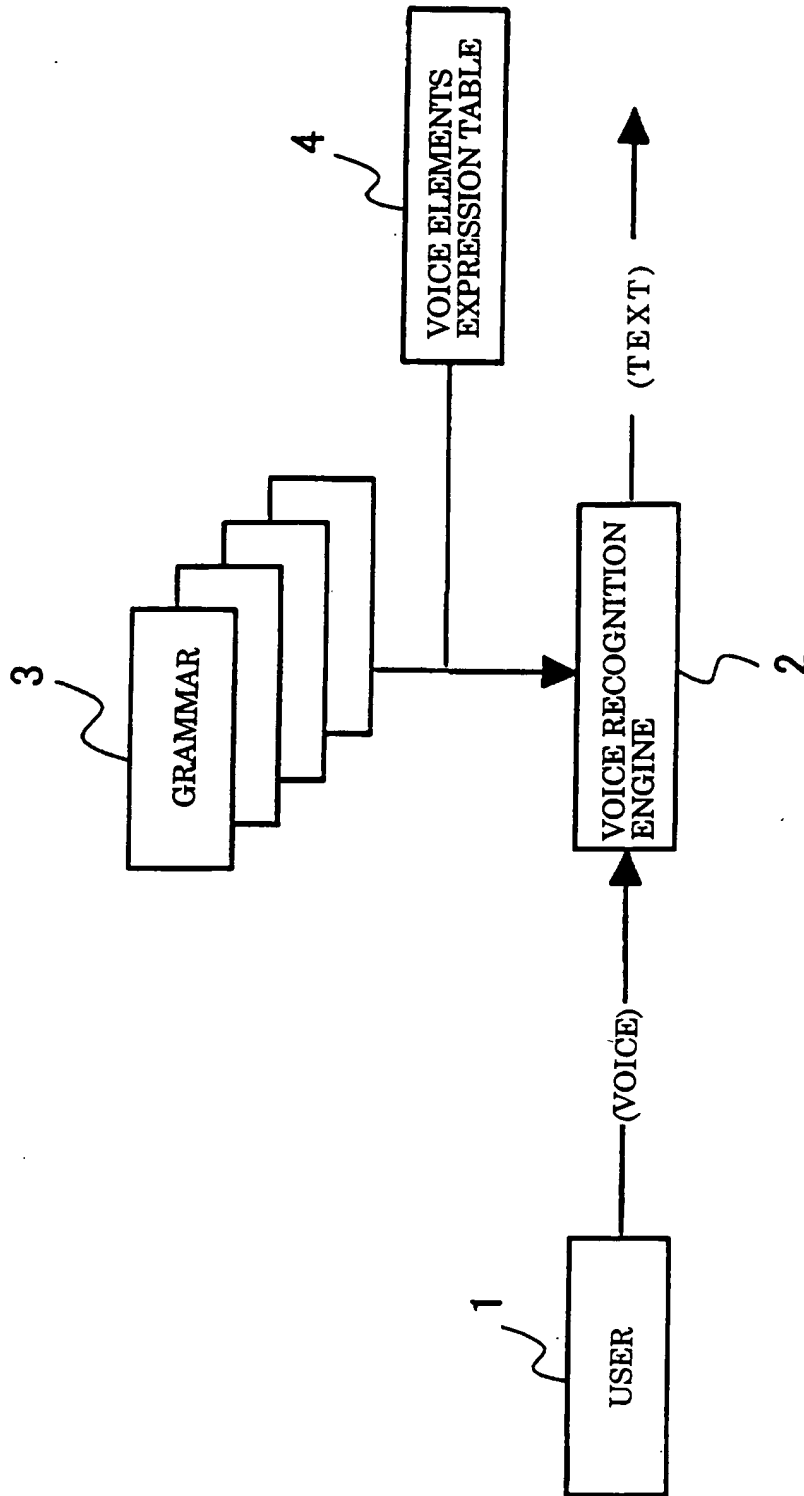 3
GRAMMAR
4
VOICE ELEMENTS
EXPRESSION TABLE
1
USER
(VOICE)
VOICE RECOGNITION
ENGINE
2
(TEXT)